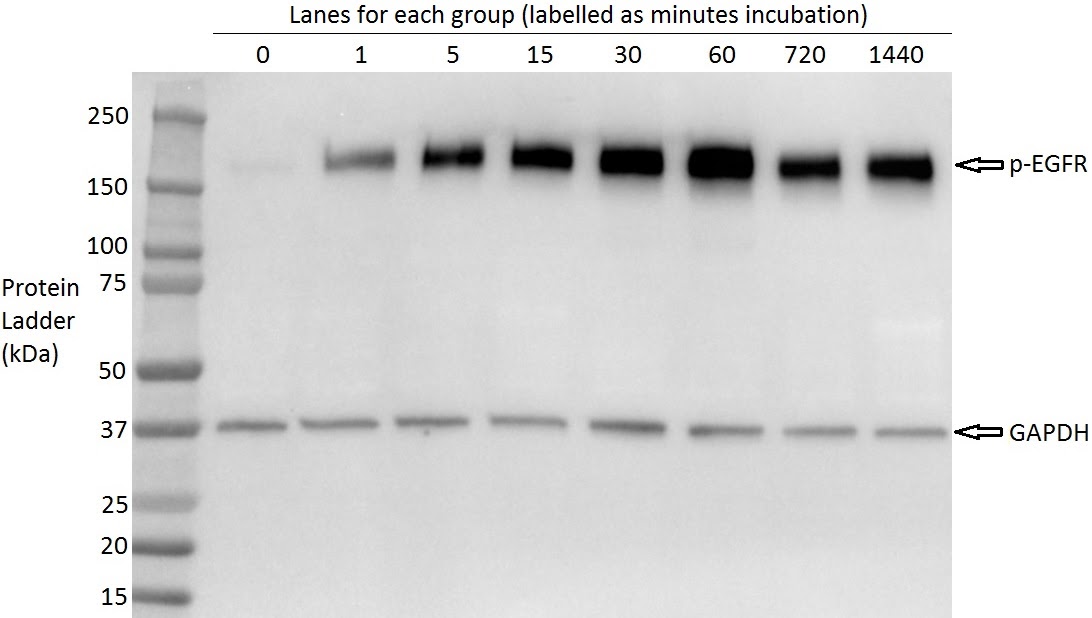 Lanes for each group (labelled as minutes incubation)
0 1 5 15 30 60 720 1440
250
150
100
75
50
37
25
20
15
Protein
Ladder
(kDa)
p-EGFR
GAPDH